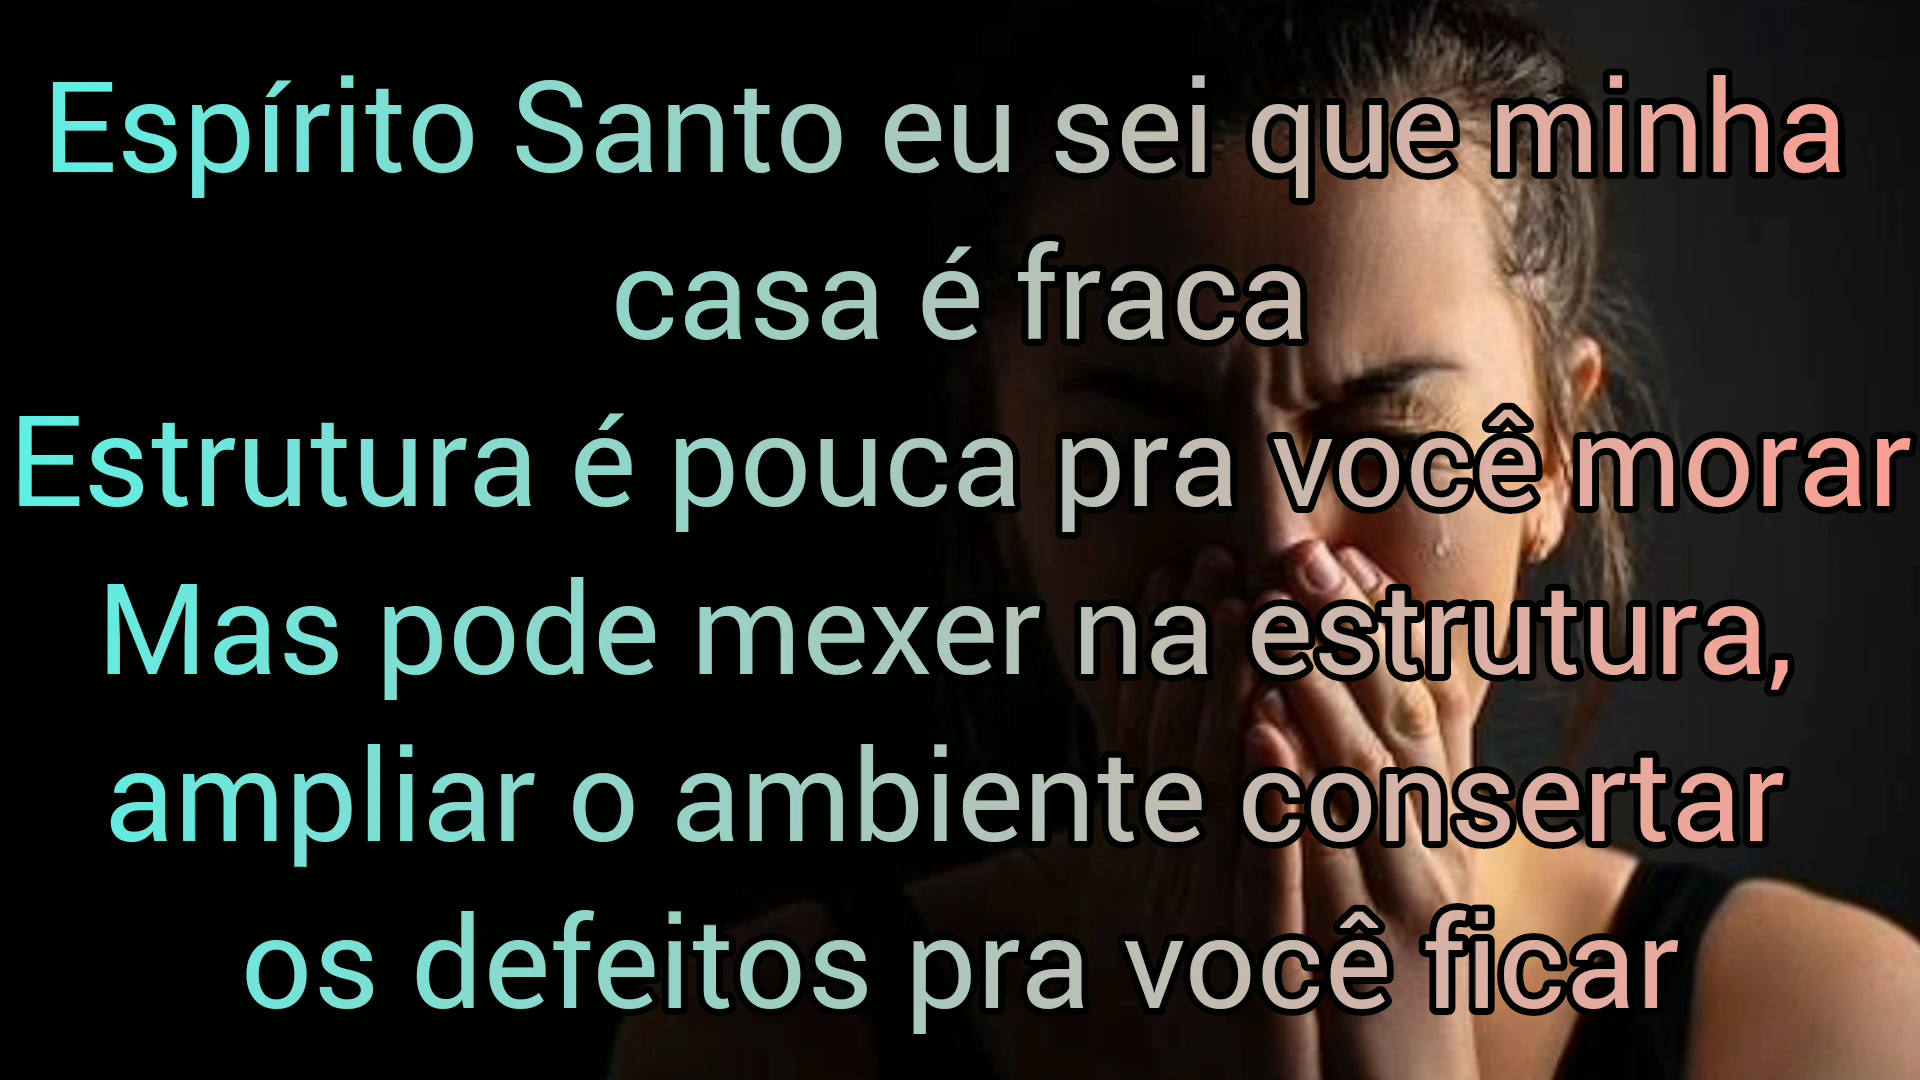 Espírito Santo eu sei que minha
casa é fraca
Estrutura é pouca pra você morar
Mas pode mexer na estrutura,
ampliar o ambiente consertar
os defeitos pra você ficar